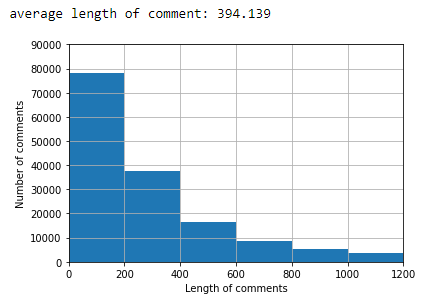 average length of comment: 394.139
90000
80000
70000
60000
50000
40000
30000
20000
10000
0
Number of comments
0 200 400 600 800 1000 1200
Length of comments